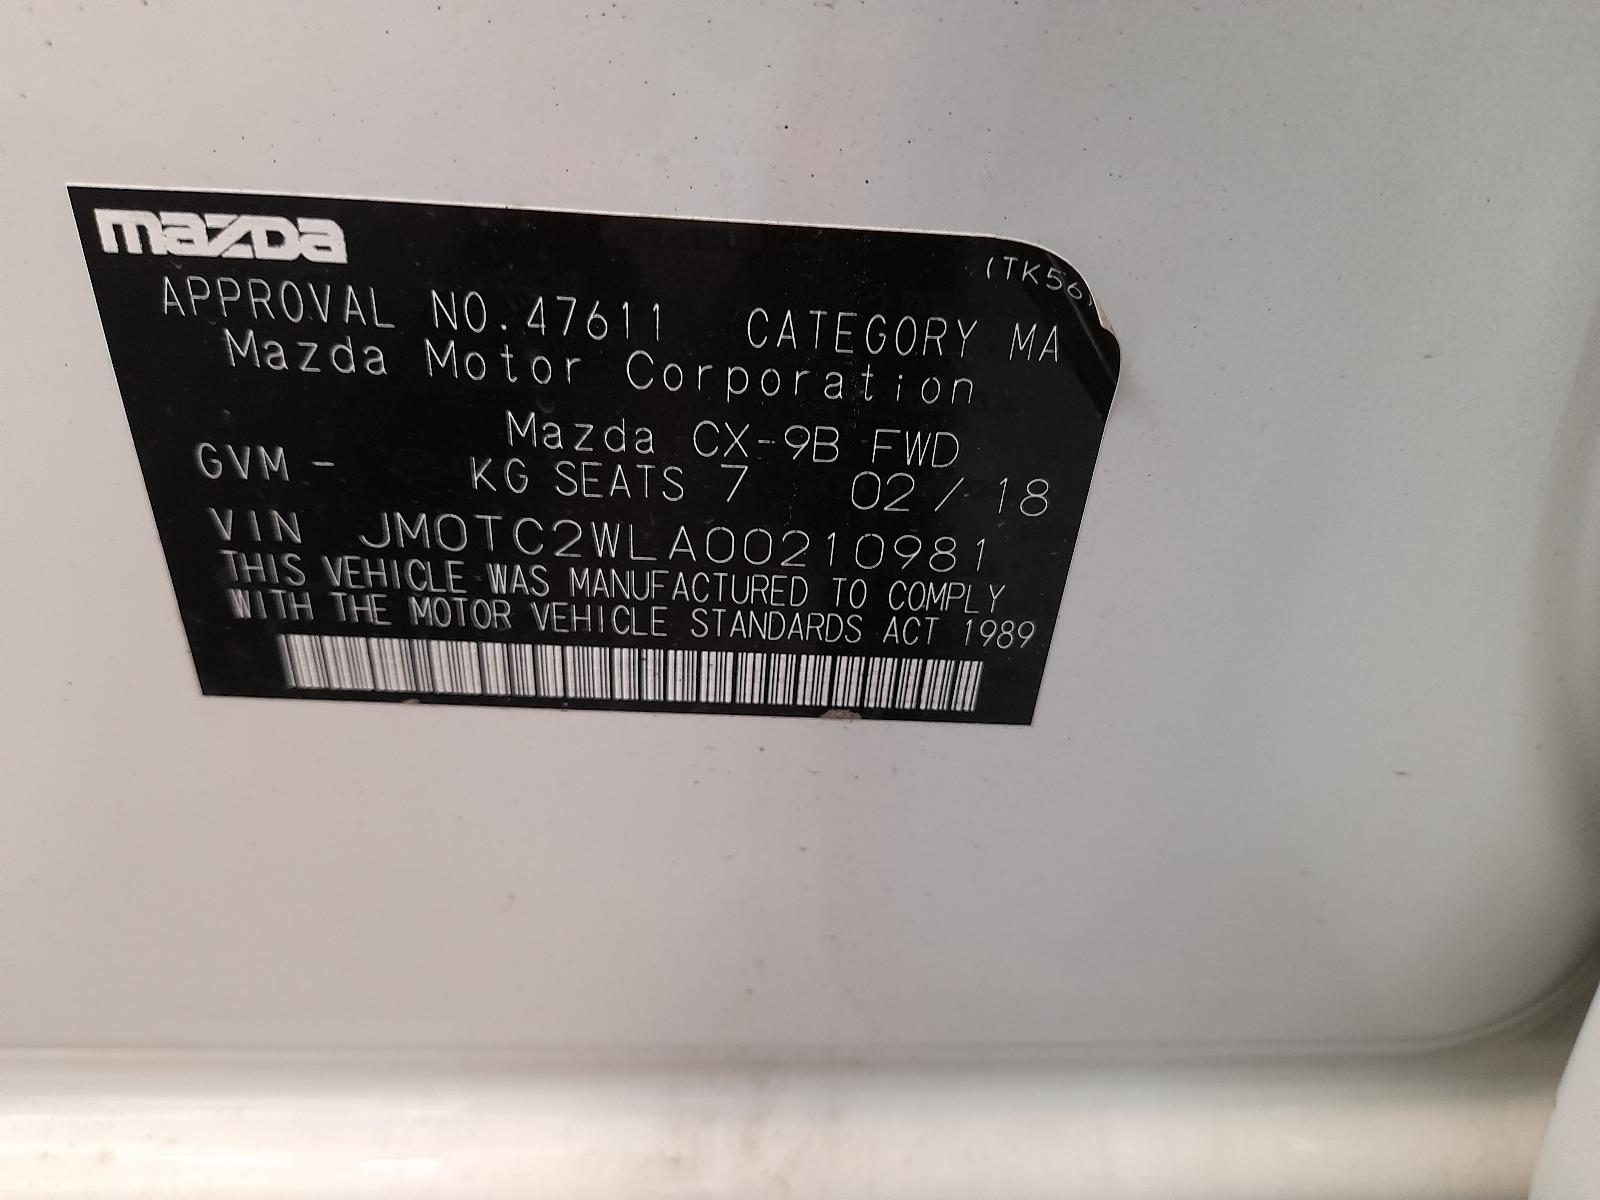 mazda
(TK56)
APPROVAL NO. 47611 CATEGORY MA
Mazda Motor Corporation
Mazda CX-9B FWD
GVM - KG SEATS 7 02 / 18
VIN JM0TC2WLA00210981
THIS VEHICLE WAS MANUFACTURED TO COMPLY
WITH THE MOTOR VEHICLE STANDARDS ACT 1989